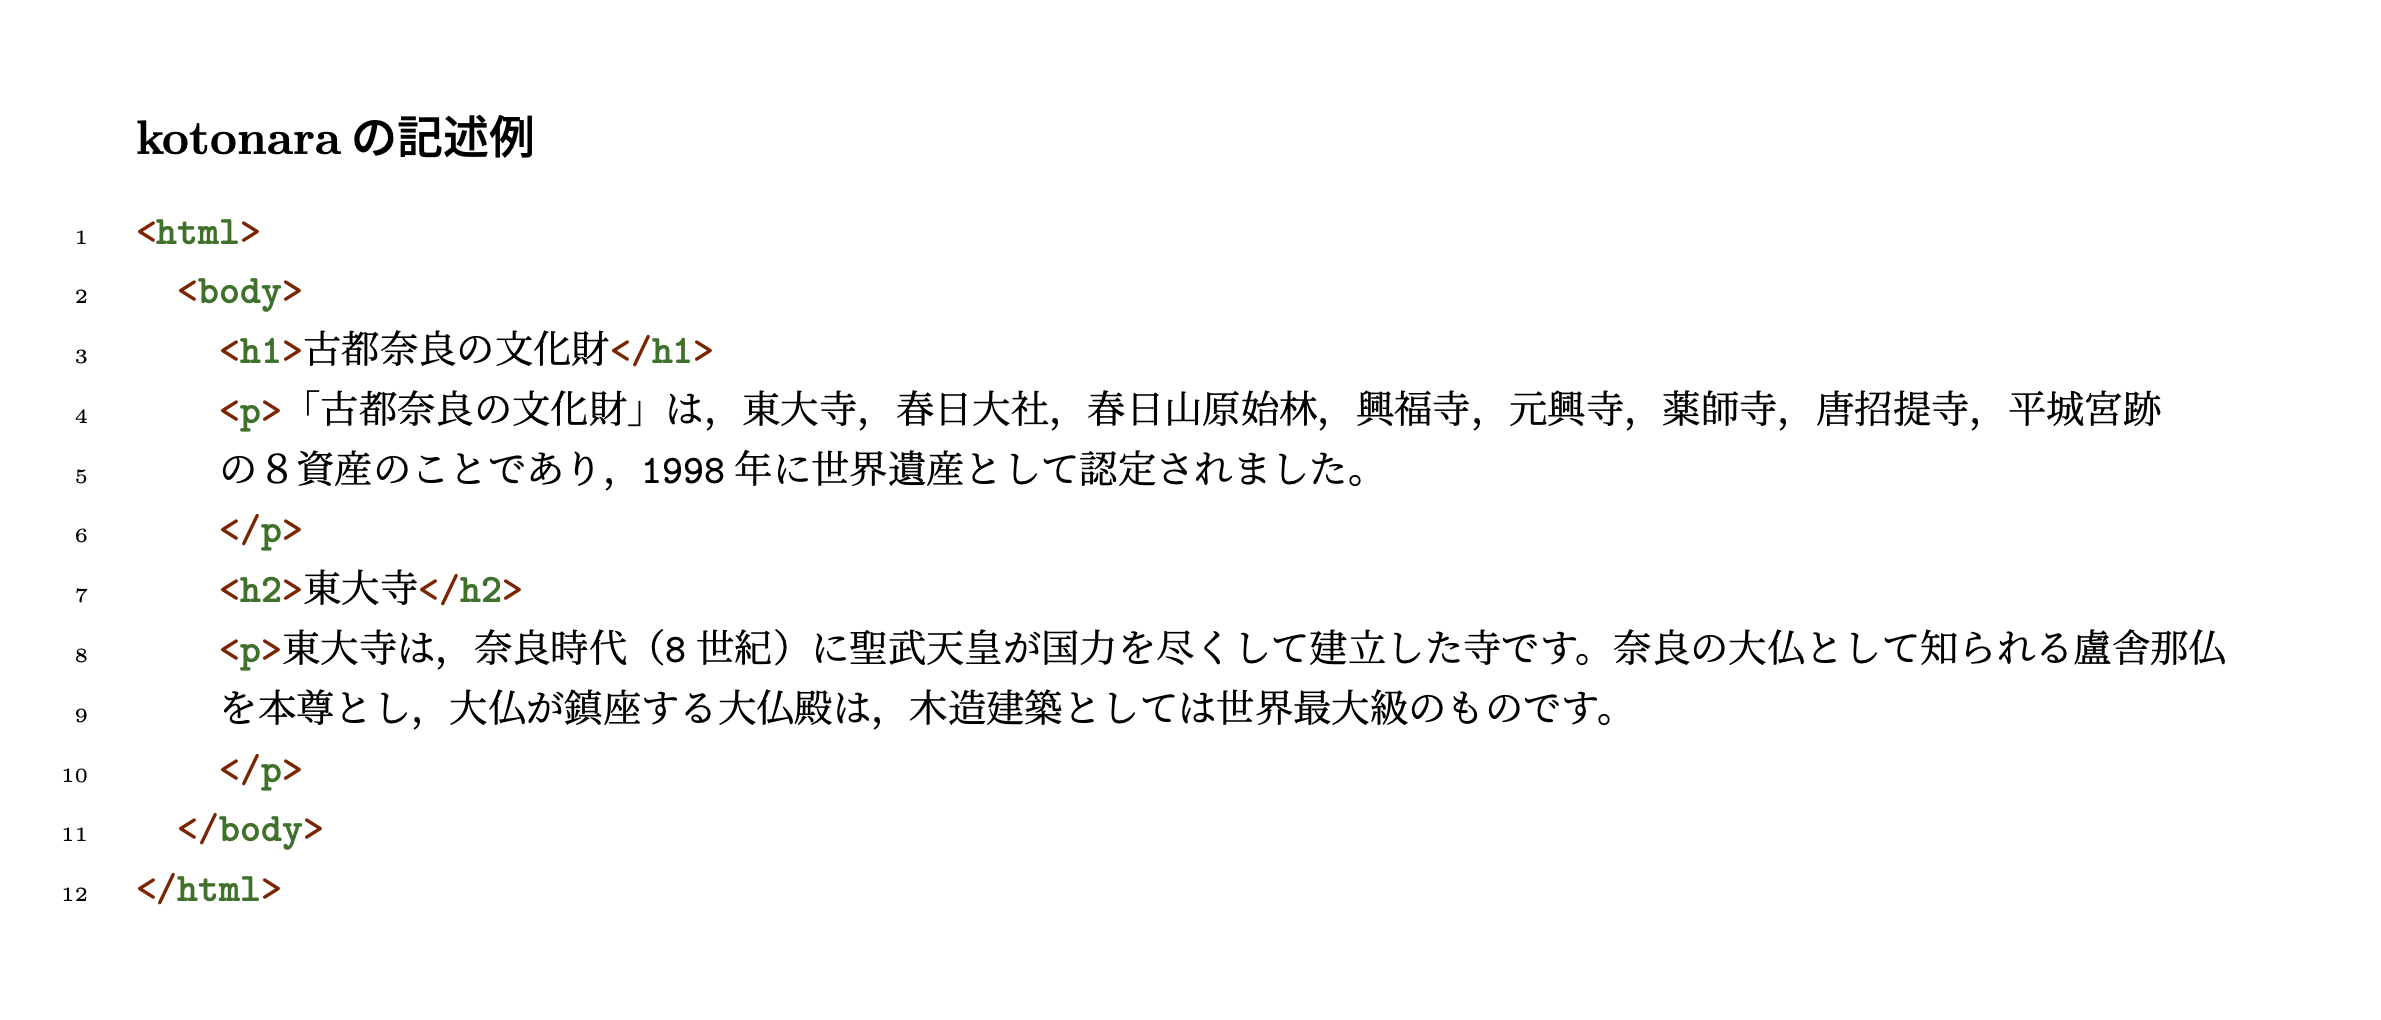 kotonara の記述例
1 <html>
2   <body>
3     <h1>古都奈良の文化財</h1>
4     <p>「古都奈良の文化財」は，東大寺，春日大社，春日山原始林，興福寺，元興寺，薬師寺，唐招提寺，平城宮跡
5     の８資産のことであり，1998 年に世界遺産として認定されました。
6     </p>
7     <h2>東大寺</h2>
8     <p>東大寺は，奈良時代（8 世紀）に聖武天皇が国力を尽くして建立した寺です。奈良の大仏として知られる盧舎那仏
9     を本尊とし，大仏が鎮座する大仏殿は，木造建築としては世界最大級のものです。
10     </p>
11   </body>
12 </html>